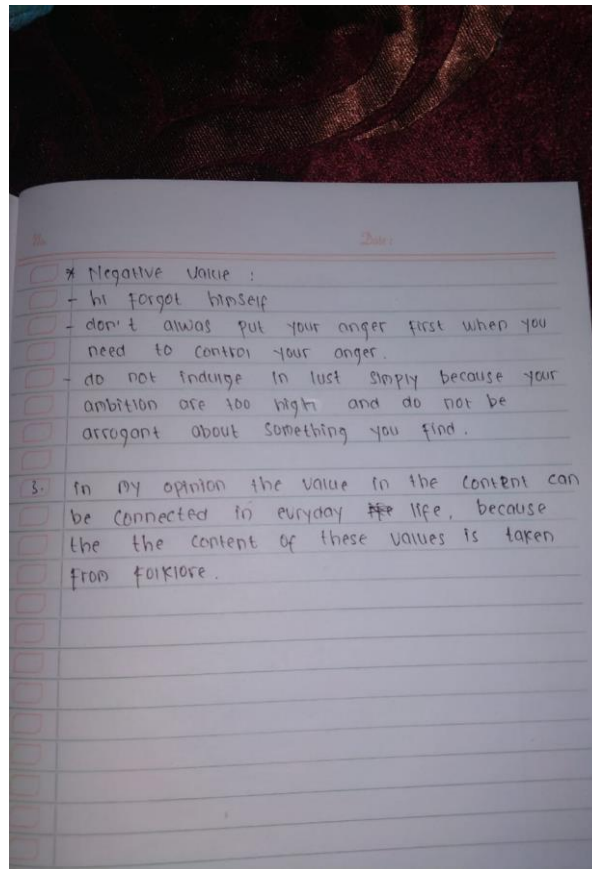 No.
Date:
* Negative value :
- hi forgot himself
- don't alwas put your anger first when you
need to control your anger.
- do not indulge in lust simply because your
ambition are too high and do not be
arrogant about something you find.
3. in my opinion the value in the content can
be connected in euryday life, because
the the content of these values is taken
from folklore.